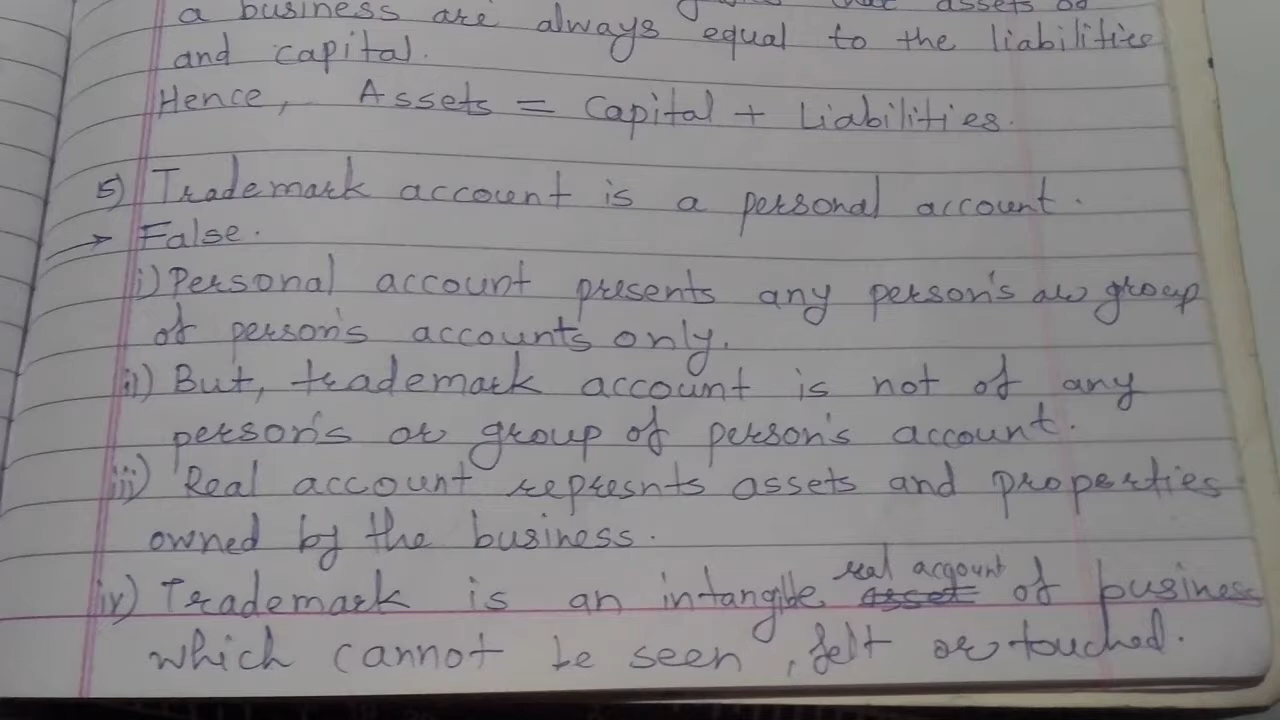 a business are always equal to the liabilities
and capital.
Hence, Assets = Capital + Liabilities.
5) Trademark account is a personal account.
→ False.
i) Personal account presents any person's or group
of person's accounts only.
ii) But, trademark account is not of any
person's or group of person's account.
iii) Real account represnts assets and properties
owned by the business.
iv) Trademark is an intangible real account of business
which cannot be seen, felt or touched.